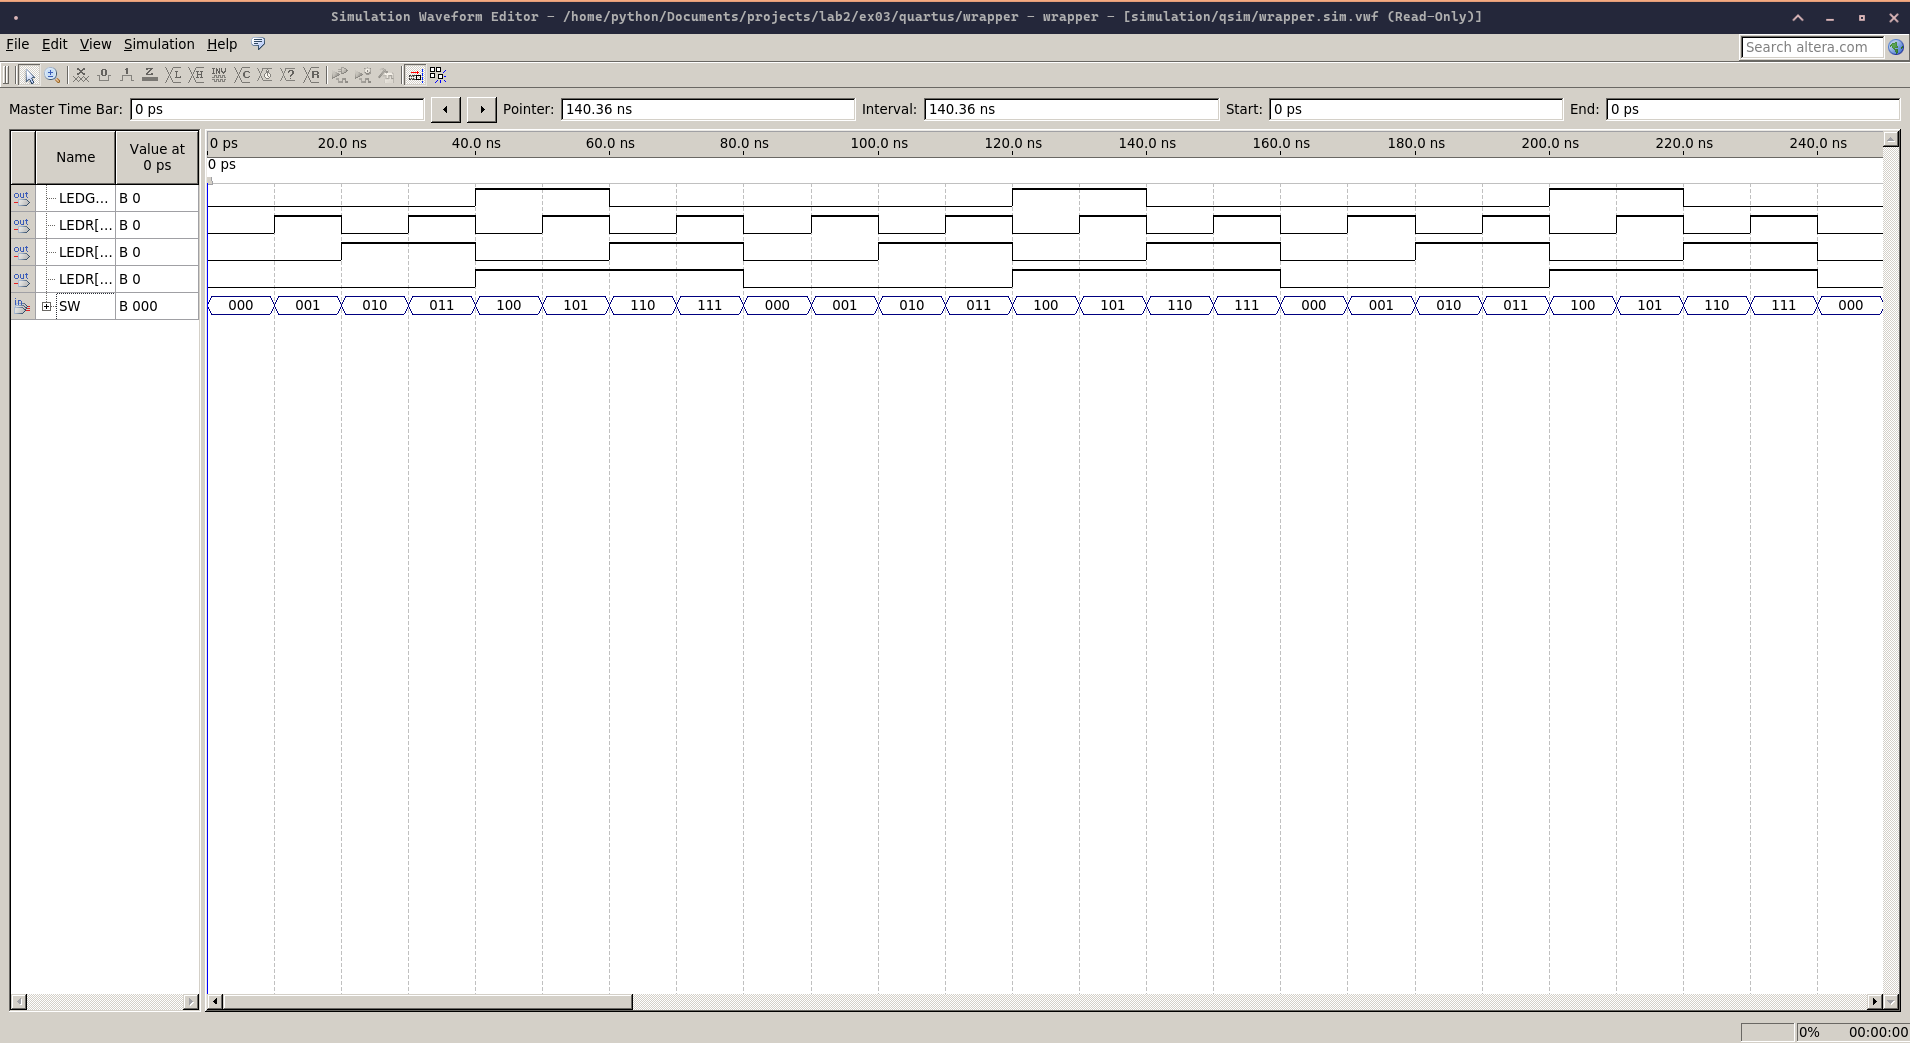 Simulation Waveform Editor - /home/python/Documents/projects/lab2/ex03/quartus/wrapper - wrapper - [simulation/qsim/wrapper.sim.vwf (Read-Only)]
File Edit View Simulation Help
Search altera.com
Master Time Bar: 0 ps Pointer: 140.36 ns Interval: 140.36 ns Start: 0 ps End: 0 ps
Name Value at 0 ps
0 ps 20.0 ns 40.0 ns 60.0 ns 80.0 ns 100.0 ns 120.0 ns 140.0 ns 160.0 ns 180.0 ns 200.0 ns 220.0 ns 240.0 ns
0 ps
out LEDG... B 0
out LEDR[... B 0
out LEDR[... B 0
out LEDR[... B 0
in SW B 000 000 001 010 011 100 101 110 111 000 001 010 011 100 101 110 111 000 001 010 011 100 101 110 111 000
0% 00:00:00